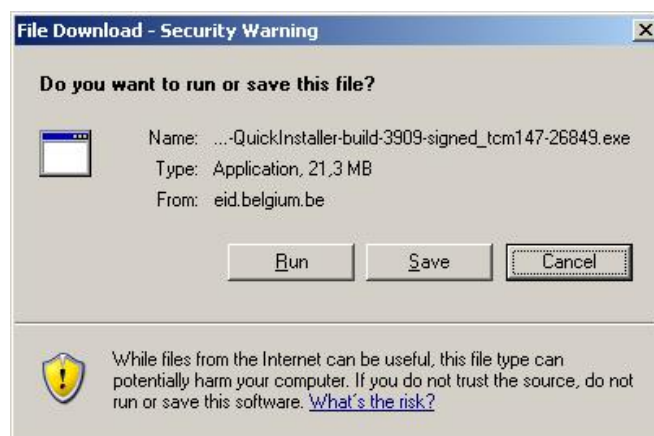 File Download - Security Warning
Do you want to run or save this file?
Name: ...-QuickInstaller-build-3909-signed_tcm147-26849.exe
Type: Application, 21,3 MB
From: eid.belgium.be
Run Save Cancel
While files from the Internet can be useful, this file type can
potentially harm your computer. If you do not trust the source, do not
run or save this software. What's the risk?